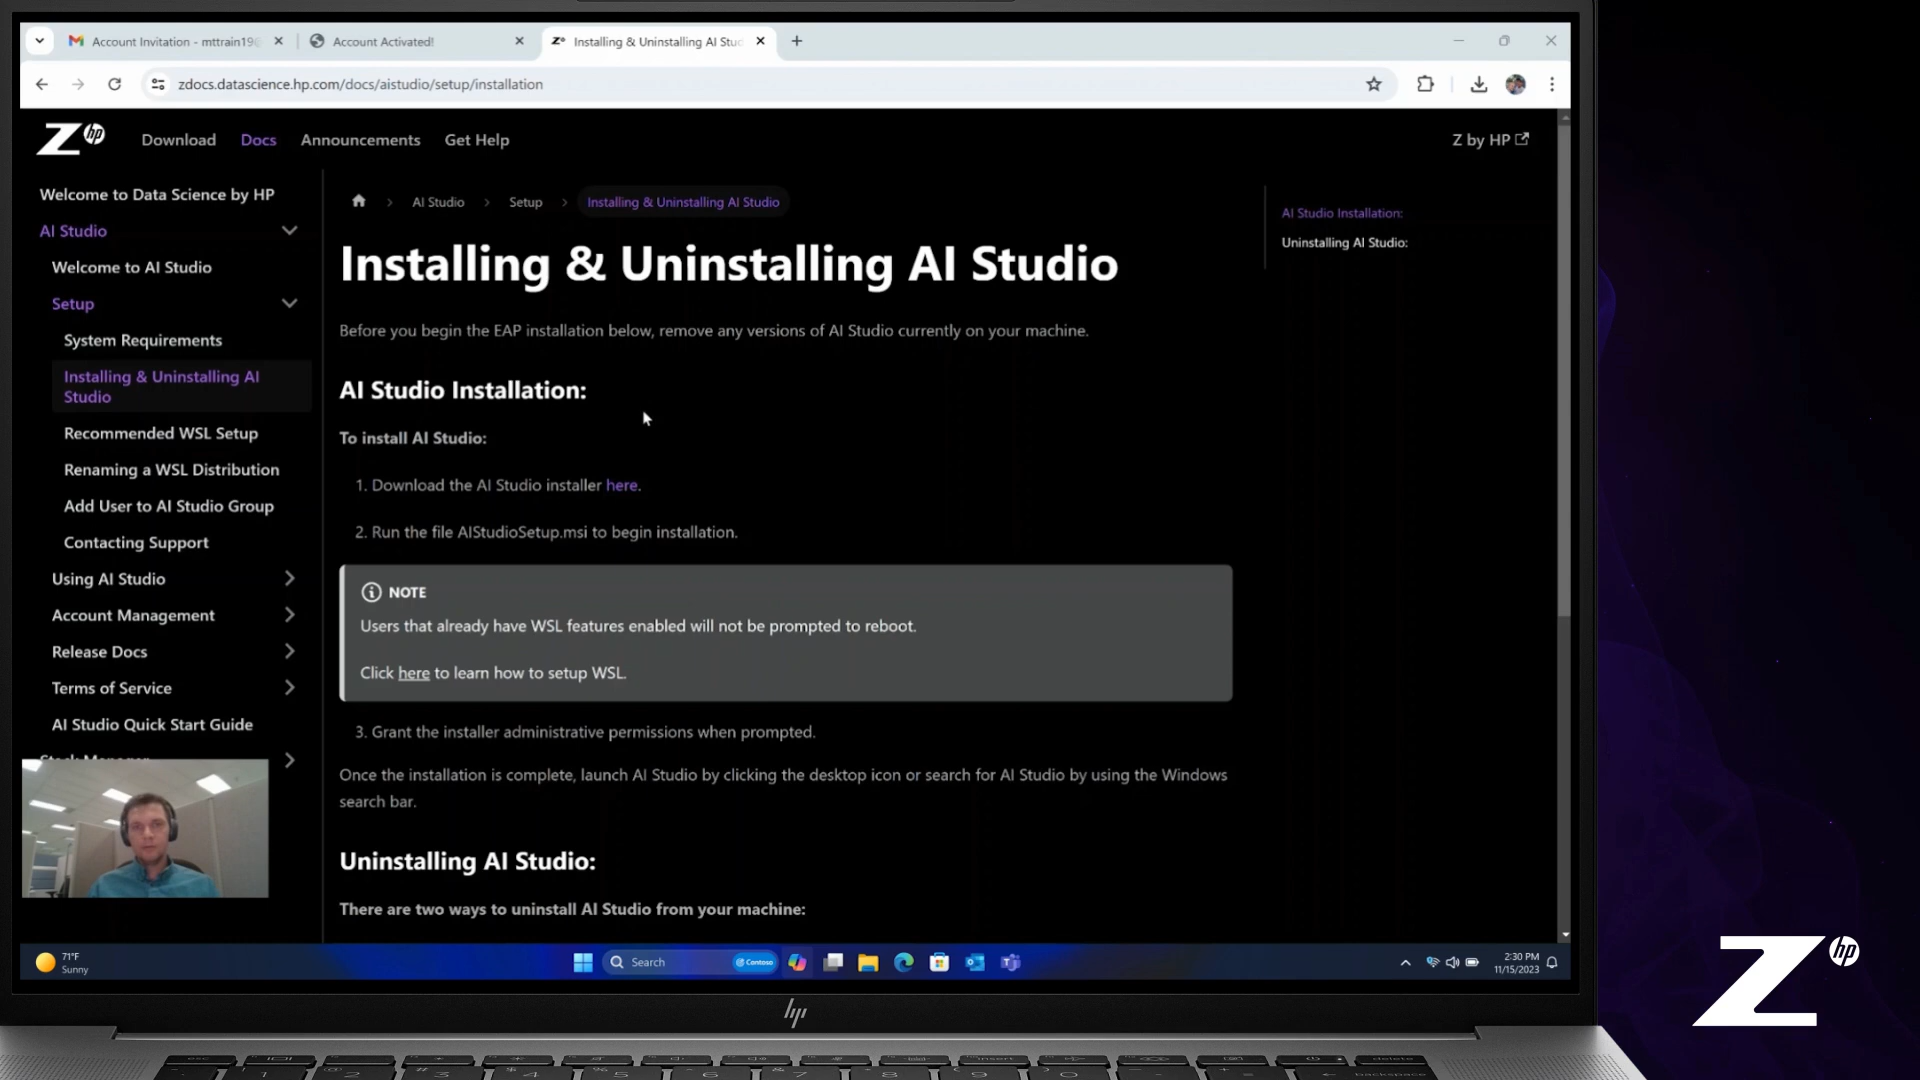 Account Invitation - mttrain19
Account Activated!
Installing & Uninstalling AI Stu
zdocs.datascience.hp.com/docs/aistudio/setup/installation
Z hp
Download
Docs
Announcements
Get Help
Z by HP
Welcome to Data Science by HP
AI Studio
Welcome to AI Studio
Setup
System Requirements
Installing & Uninstalling AI
Studio
Recommended WSL Setup
Renaming a WSL Distribution
Add User to AI Studio Group
Contacting Support
Using AI Studio
Account Management
Release Docs
Terms of Service
AI Studio Quick Start Guide
AI Studio
Setup
Installing & Uninstalling AI Studio
Installing & Uninstalling AI Studio
Before you begin the EAP installation below, remove any versions of AI Studio currently on your machine.
AI Studio Installation:
To install AI Studio:
1. Download the AI Studio installer here.
2. Run the file AIStudioSetup.msi to begin installation.
NOTE
Users that already have WSL features enabled will not be prompted to reboot.
Click here to learn how to setup WSL.
3. Grant the installer administrative permissions when prompted.
Once the installation is complete, launch AI Studio by clicking the desktop icon or search for AI Studio by using the Windows
search bar.
Uninstalling AI Studio:
There are two ways to uninstall AI Studio from your machine:
AI Studio Installation:
Uninstalling AI Studio:
71°F
Sunny
Search
Contoso
2:30 PM
11/15/2023
hp
Z hp